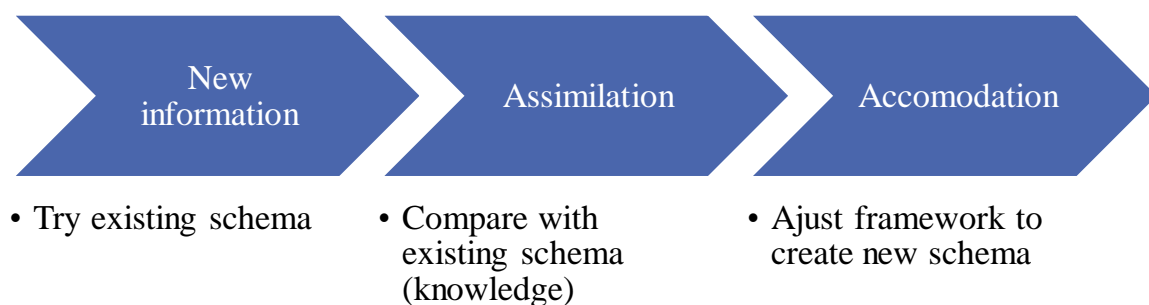 New
information
Assimilation
Accomodation
• Try existing schema
• Compare with
existing schema
(knowledge)
• Ajust framework to
create new schema